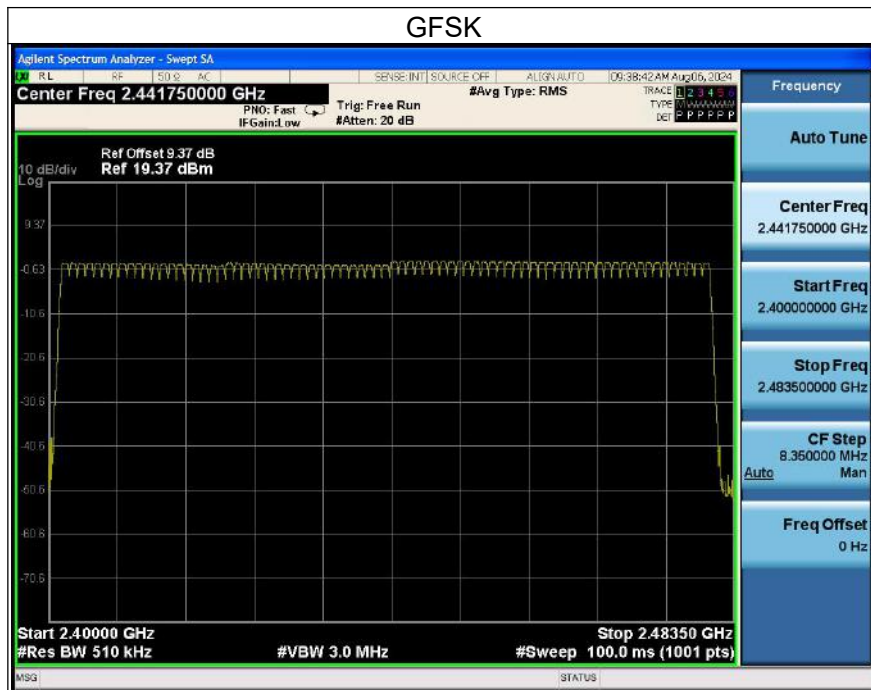 GFSK
Agilent Spectrum Analyzer - Swept SA
LXI RL RF 50 Ω AC SENSE:INT SOURCE OFF ALIGN AUTO 09:38:42 AM Aug 06, 2024
Center Freq 2.441750000 GHz
#Avg Type: RMS
TRACE 1 2 3 4 5 6
PNO: Fast
Trig: Free Run
TYPE M W W W W W
IFGain:Low
#Atten: 20 dB
DET P P P P P P
Ref Offset 9.37 dB
10 dB/div
Ref 19.37 dBm
Log
9.37
-0.63
-10.6
-20.6
-30.6
-40.6
-50.6
-60.6
-70.6
Start 2.40000 GHz
Stop 2.48350 GHz
#Res BW 510 kHz
#VBW 3.0 MHz
#Sweep 100.0 ms (1001 pts)
MSG
STATUS
Frequency
Auto Tune
Center Freq
2.441750000 GHz
Start Freq
2.400000000 GHz
Stop Freq
2.483500000 GHz
CF Step
8.350000 MHz
Auto Man
Freq Offset
0 Hz